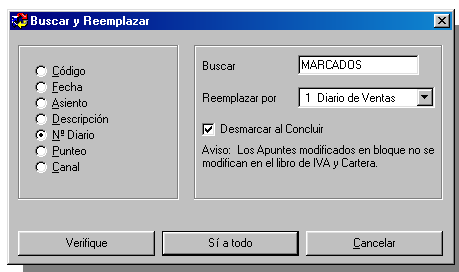 Buscar y Reemplazar
Código
Fecha
Asiento
Descripción
Nº Diario
Punteo
Canal
Buscar
MARCADOS
Reemplazar por
1 Diario de Ventas
Desmarcar al Concluir
Aviso: Los Apuntes modificados en bloque no se
modifican en el libro de IVA y Cartera.
Verifique
Sí a todo
Cancelar